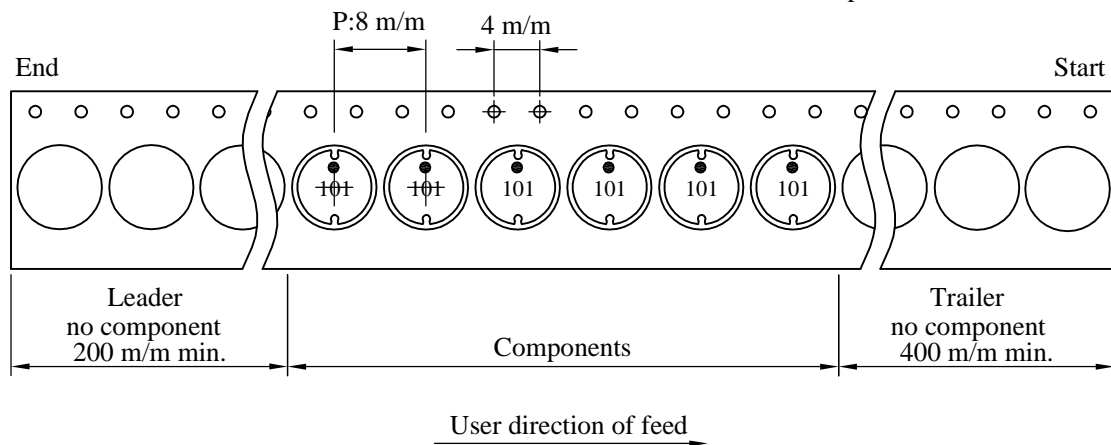 P:8 m/m
4 m/m
End
Start
101
101
101
101
101
101
Leader
no component
200 m/m min.
Components
Trailer
no component
400 m/m min.
User direction of feed